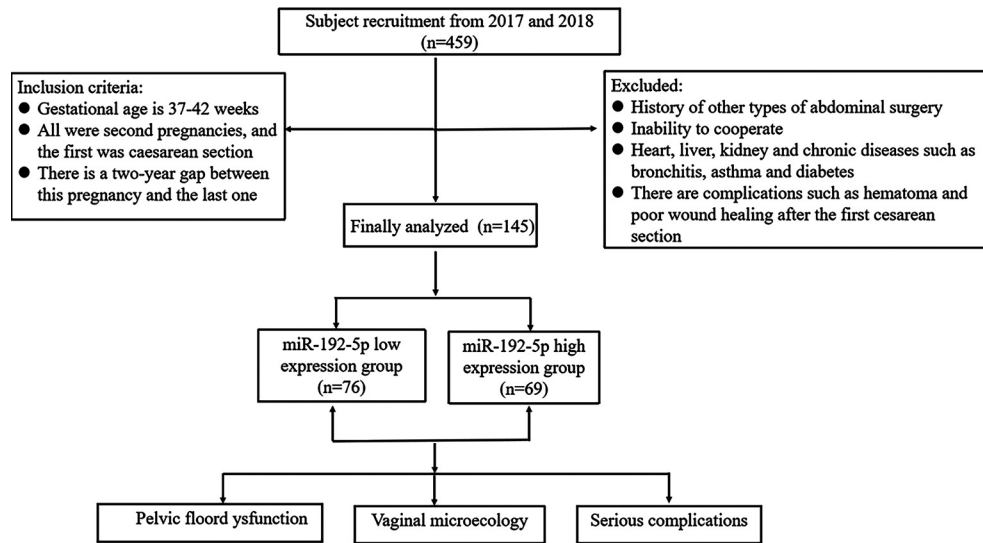 Subject recruitment from 2017 and 2018
(n=459)
Inclusion criteria:
● Gestational age is 37-42 weeks
● All were second pregnancies, and
the first was caesarean section
● There is a two-year gap between
this pregnancy and the last one
Excluded:
● History of other types of abdominal surgery
● Inability to cooperate
● Heart, liver, kidney and chronic diseases such as
bronchitis, asthma and diabetes
● There are complications such as hematoma and
poor wound healing after the first cesarean
section
Finally analyzed (n=145)
miR-192-5p low
expression group
(n=76)
miR-192-5p high
expression group
(n=69)
Pelvic floord ysfunction
Vaginal microecology
Serious complications